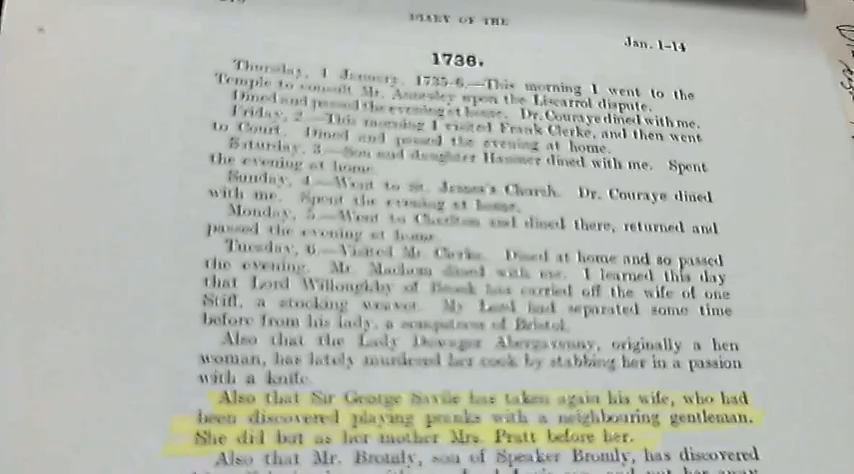 DIARY OF THE
Jan. 1-14
1736.
Thursday, 1 January, 1735-6.—This morning I went to the
Temple to consult Mr. Annesley upon the Liscarrol dispute.
Dined and passed the evening at home. Dr. Couraye dined with me.
Friday, 2.—This morning I visited Frank Clerke, and then went
to Court. Dined and passed the evening at home.
Saturday, 3.—Son and daughter Hanmer dined with me. Spent
the evening at home.
Sunday, 4.—Went to St. James's Church. Dr. Couraye dined
with me. Spent the evening at home.
Monday, 5.—Went to Charlton and dined there, returned and
passed the evening at home.
Tuesday, 6.—Visited Mr. Clerke. Dined at home and so passed
the evening. Mr. dined with me. I learned this day
that Lord Willoughby of Brook has carried off the wife of one
Stiff, a stocking weaver. My Lord had separated some time
before from his lady, a of Bristol.
Also that the Lady Dowager Abergavenny, originally a hen
woman, has lately murdered her cook by stabbing her in a passion
with a knife.
Also that Sir George Savile has taken again his wife, who had
been discovered playing pranks with a neighbouring gentleman.
She did but as her mother Mrs. Pratt before her.
Also that Mr. Bromly, son of Speaker Bromly, has discovered